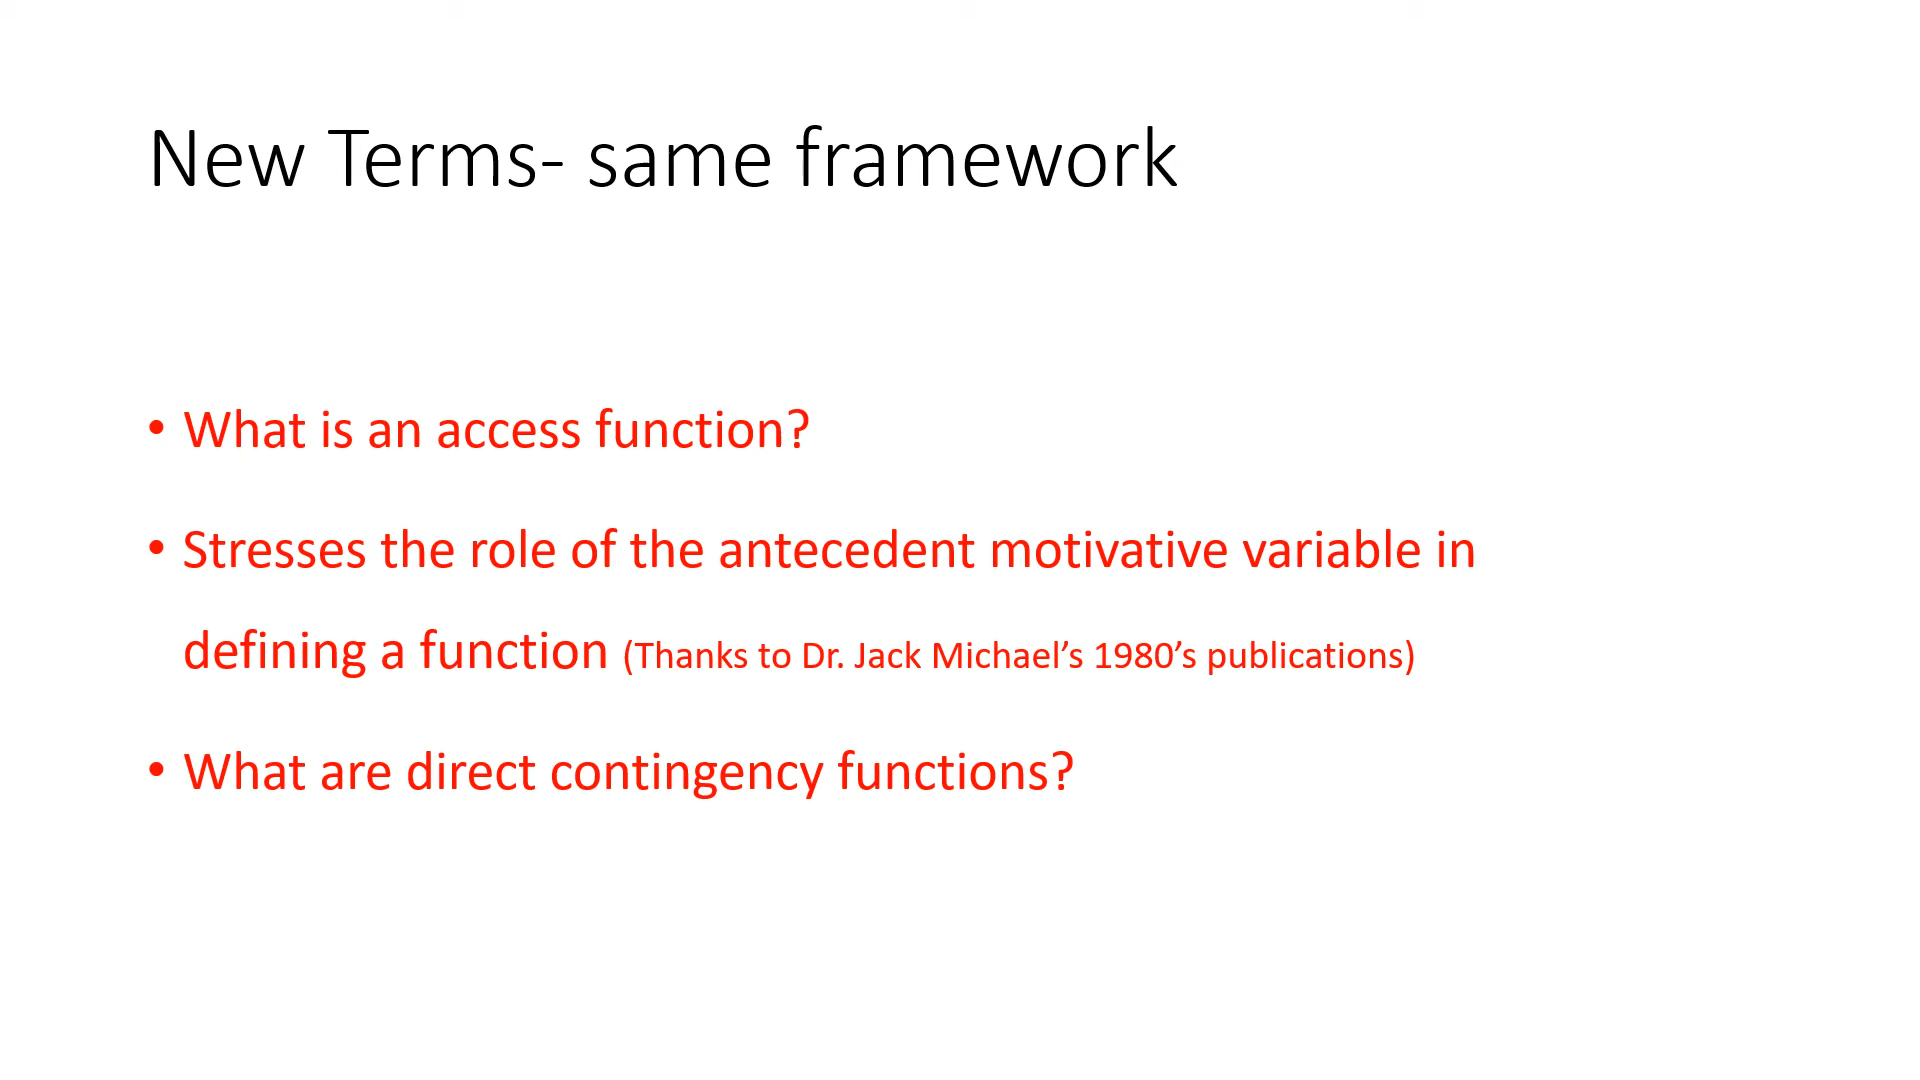 New Terms- same framework
• What is an access function?
• Stresses the role of the antecedent motivative variable in
defining a function (Thanks to Dr. Jack Michael’s 1980’s publications)
• What are direct contingency functions?